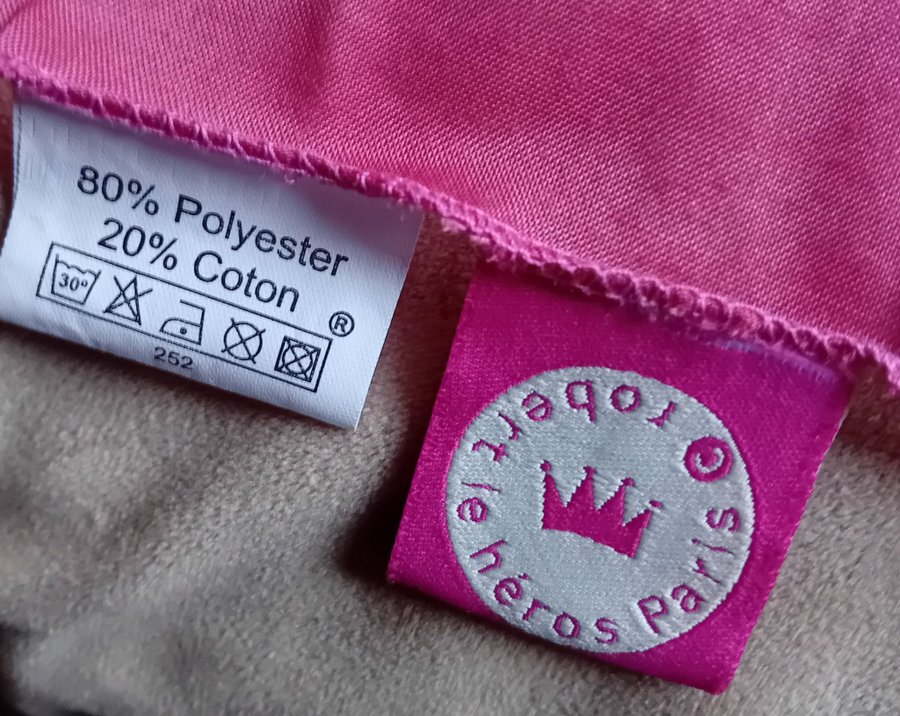 80% Polyester
20% Coton
30°
®
252
© robert le héros Paris